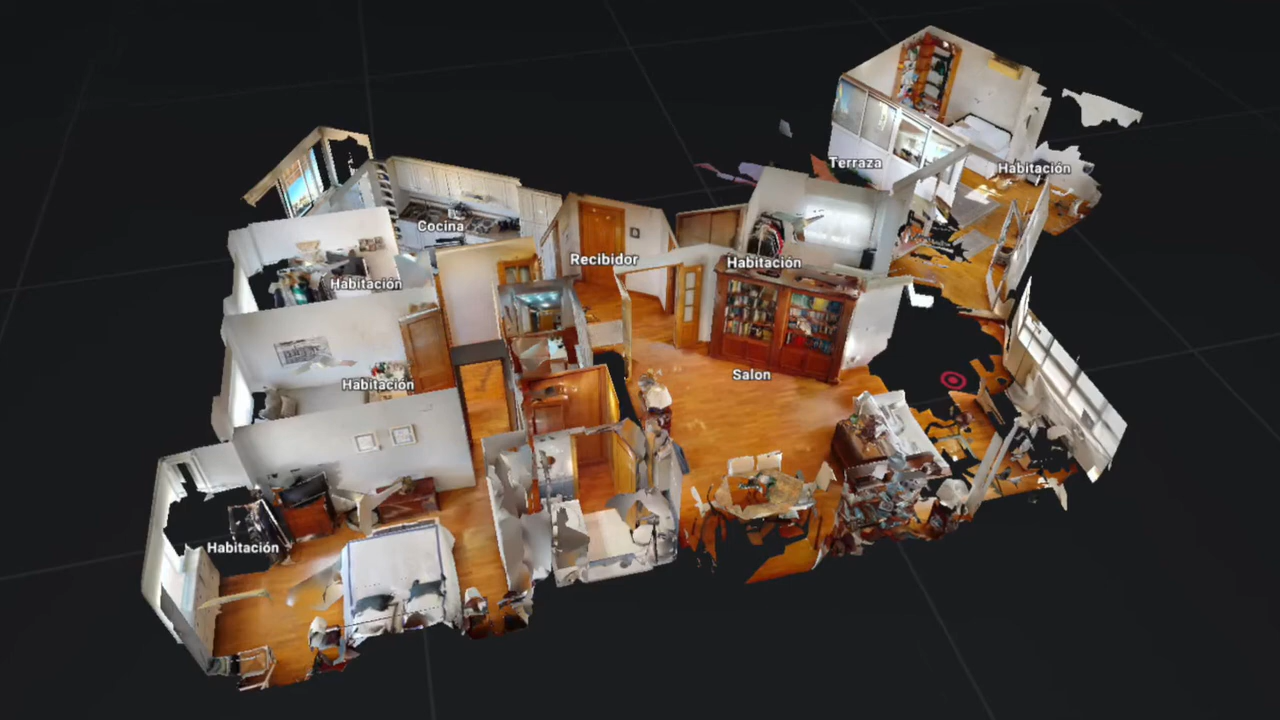 Terraza
Habitación
Cocina
Recibidor
Habitación
Habitación
Salon
Habitación
Habitación